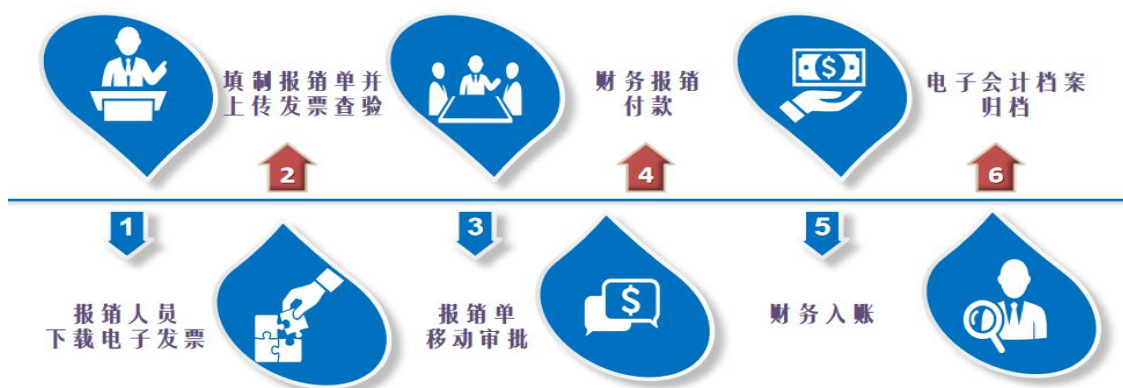 填制报销单并
上传发票查验
财务报销
付款
电子会计档案
归档
2
4
6
1
3
5
报销人员
下载电子发票
报销单
移动审批
财务入账
$
$